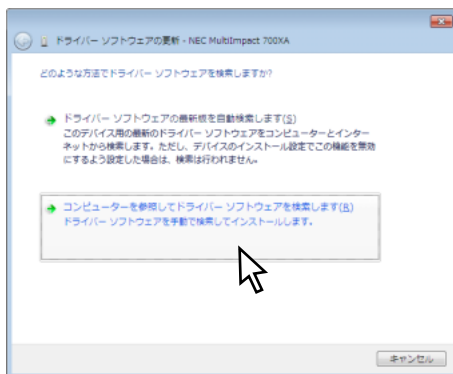 ドライバー ソフトウェアの更新 - NEC MultiImpact 700XA
どのような方法でドライバー ソフトウェアを検索しますか?
ドライバー ソフトウェアの最新版を自動検索します(S)
このデバイス用の最新のドライバー ソフトウェアをコンピューターとインター
ネットから検索します。ただし、デバイスのインストール設定でこの機能を無効
にするよう設定した場合は、検索は行われません。
コンピューターを参照してドライバー ソフトウェアを検索します(R)
ドライバー ソフトウェアを手動で検索してインストールします。
キャンセル